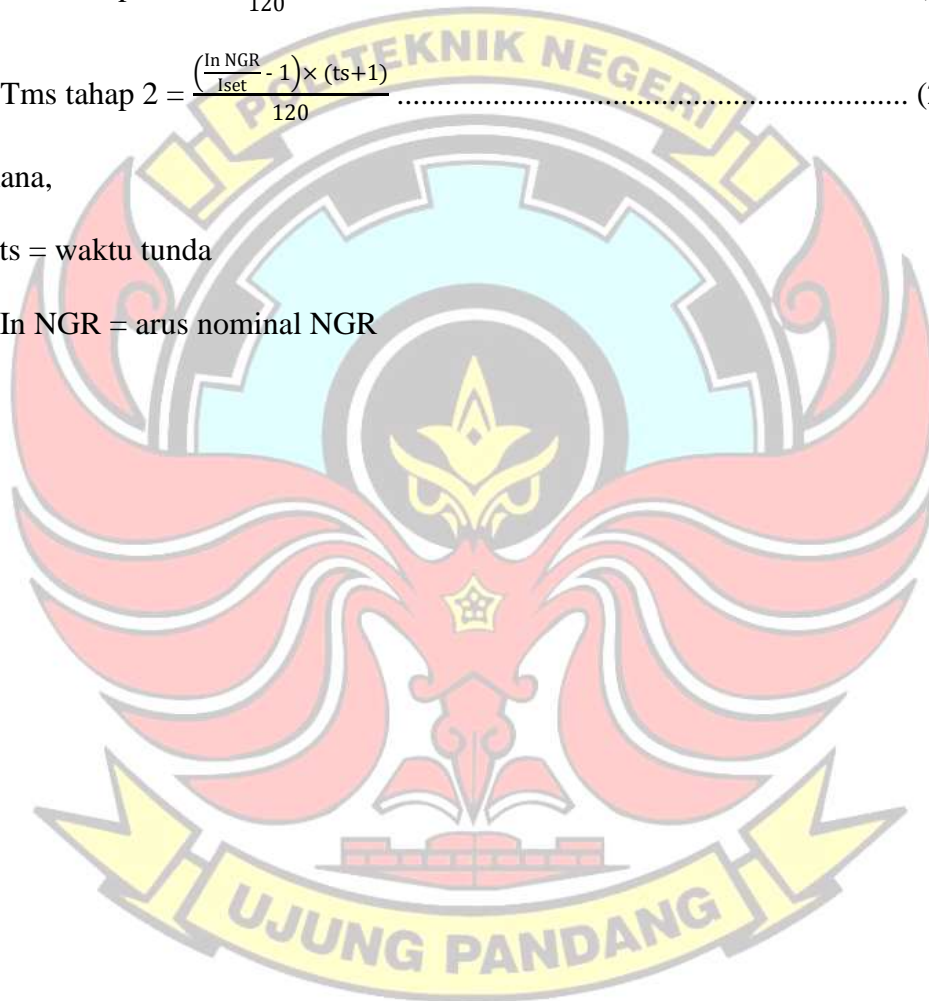 120
Tms tahap 2 = ((In NGR / Iset) - 1) × (ts+1) / 120 ................................................................. (
ana,
ts = waktu tunda
In NGR = arus nominal NGR
POLITEKNIK NEGERI
UJUNG PANDANG